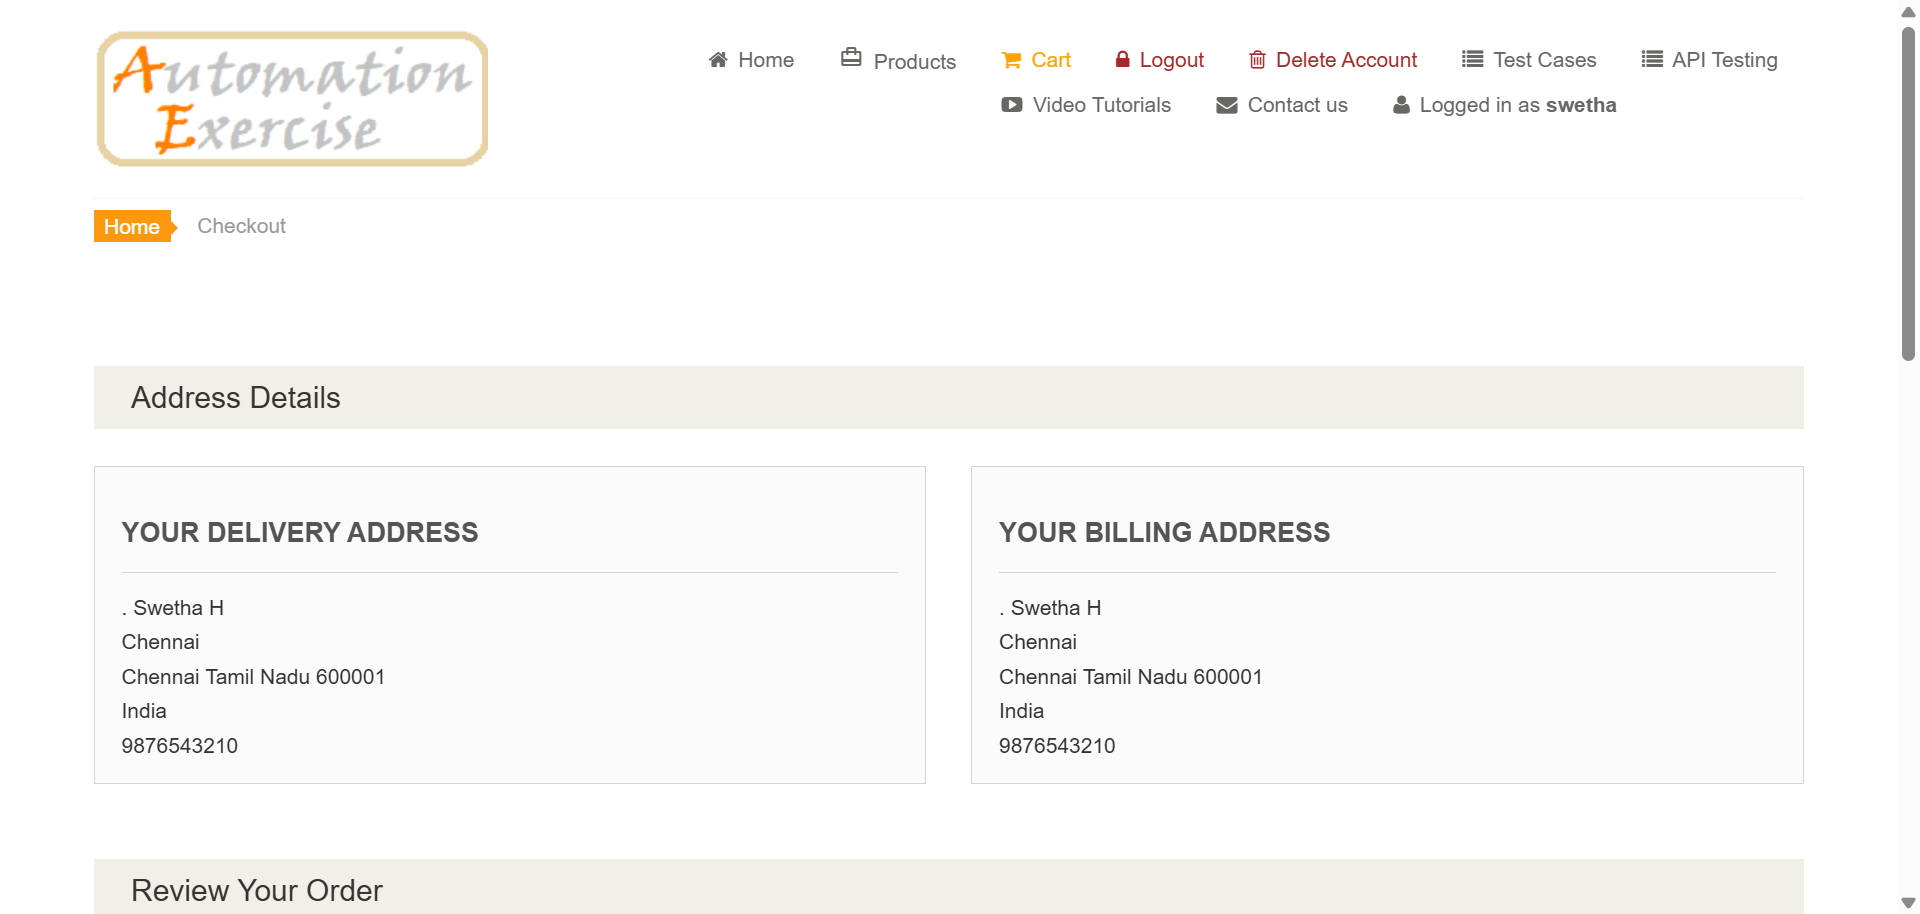 Automation
Exercise
Home Products Cart Logout Delete Account Test Cases API Testing
Video Tutorials Contact us Logged in as swetha
Home Checkout
Address Details
YOUR DELIVERY ADDRESS
. Swetha H
Chennai
Chennai Tamil Nadu 600001
India
9876543210
YOUR BILLING ADDRESS
. Swetha H
Chennai
Chennai Tamil Nadu 600001
India
9876543210
Review Your Order